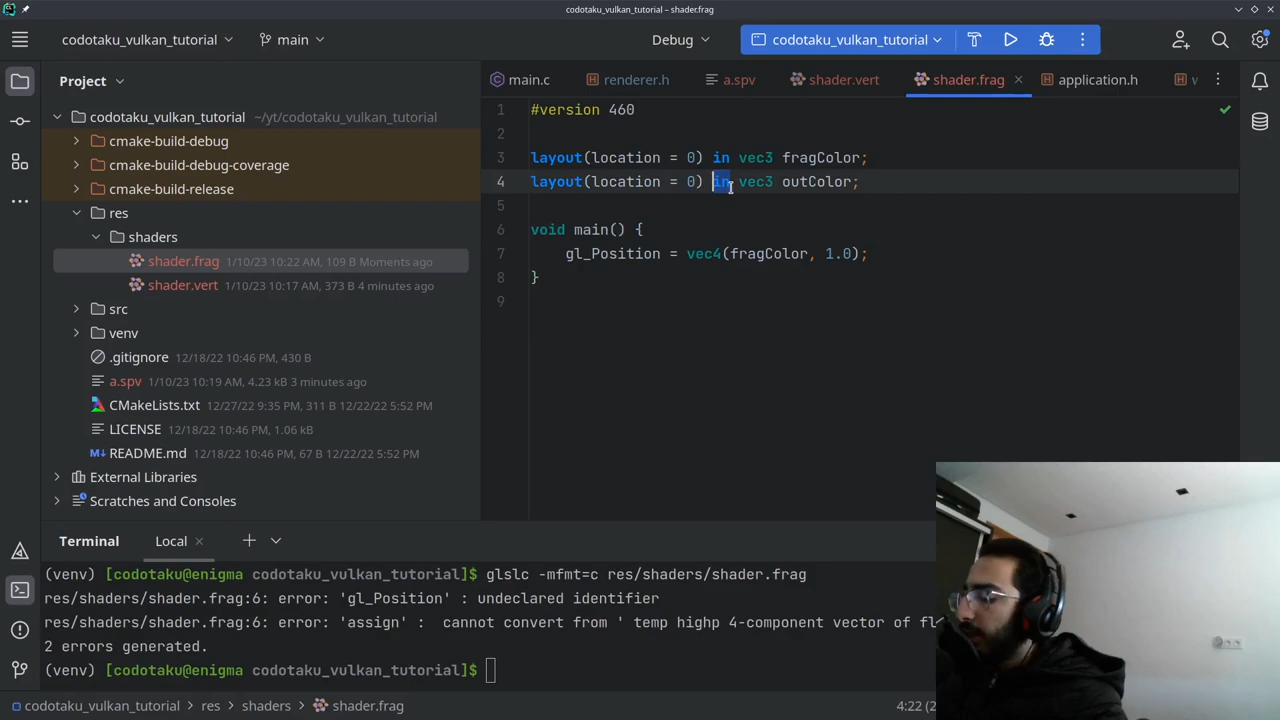 codotaku_vulkan_tutorial – shader.frag
codotaku_vulkan_tutorial
main
Debug
codotaku_vulkan_tutorial
Project
main.c
renderer.h
a.spv
shader.vert
shader.frag
application.h
v
codotaku_vulkan_tutorial ~/yt/codotaku_vulkan_tutorial
cmake-build-debug
cmake-build-debug-coverage
cmake-build-release
res
shaders
shader.frag 1/10/23 10:22 AM, 109 B Moments ago
shader.vert 1/10/23 10:17 AM, 373 B 4 minutes ago
src
venv
.gitignore 12/18/22 10:46 PM, 430 B
a.spv 1/10/23 10:19 AM, 4.23 kB 3 minutes ago
CMakeLists.txt 12/27/22 9:35 PM, 311 B 12/22/22 5:52 PM
LICENSE 12/18/22 10:46 PM, 1.06 kB
README.md 12/18/22 10:46 PM, 67 B 12/22/22 5:52 PM
External Libraries
Scratches and Consoles
1 #version 460
2
3 layout(location = 0) in vec3 fragColor;
4 layout(location = 0) in vec3 outColor;
5
6 void main() {
7 gl_Position = vec4(fragColor, 1.0);
8 }
9
Terminal
Local
(venv) [codotaku@enigma codotaku_vulkan_tutorial]$ glslc -mfmt=c res/shaders/shader.frag
res/shaders/shader.frag:6: error: 'gl_Position' : undeclared identifier
res/shaders/shader.frag:6: error: 'assign' :  cannot convert from ' temp highp 4-component vector of fl
2 errors generated.
(venv) [codotaku@enigma codotaku_vulkan_tutorial]$
codotaku_vulkan_tutorial › res › shaders › shader.frag
4:22 (2